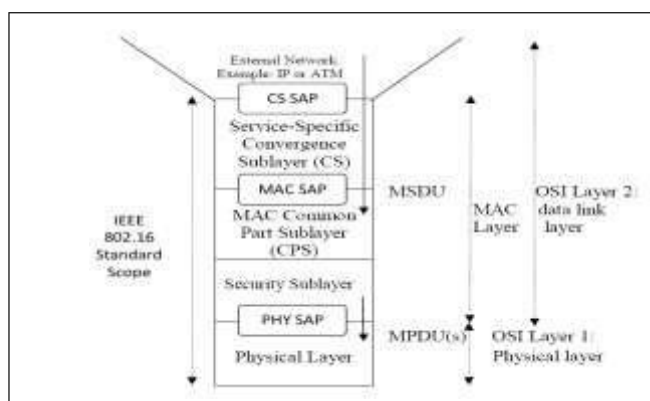 External Network
Example: IP or ATM
CS SAP
Service-Specific
Convergence
Sublayer (CS)
MAC SAP
MSDU
MAC Common
Part Sublayer
(CPS)
Security Sublayer
PHY SAP
MPDU(s)
Physical Layer
IEEE
802.16
Standard
Scope
MAC
Layer
OSI Layer 2:
data link
layer
OSI Layer 1:
Physical layer